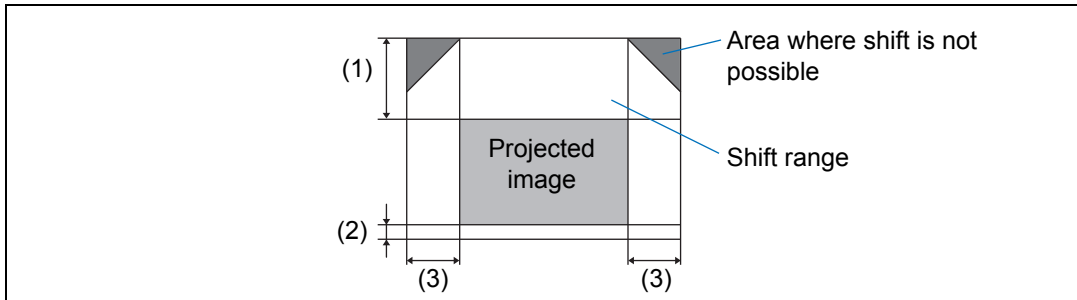 Area where shift is not
possible
(1)
Projected
image
Shift range
(2)
(3)
(3)